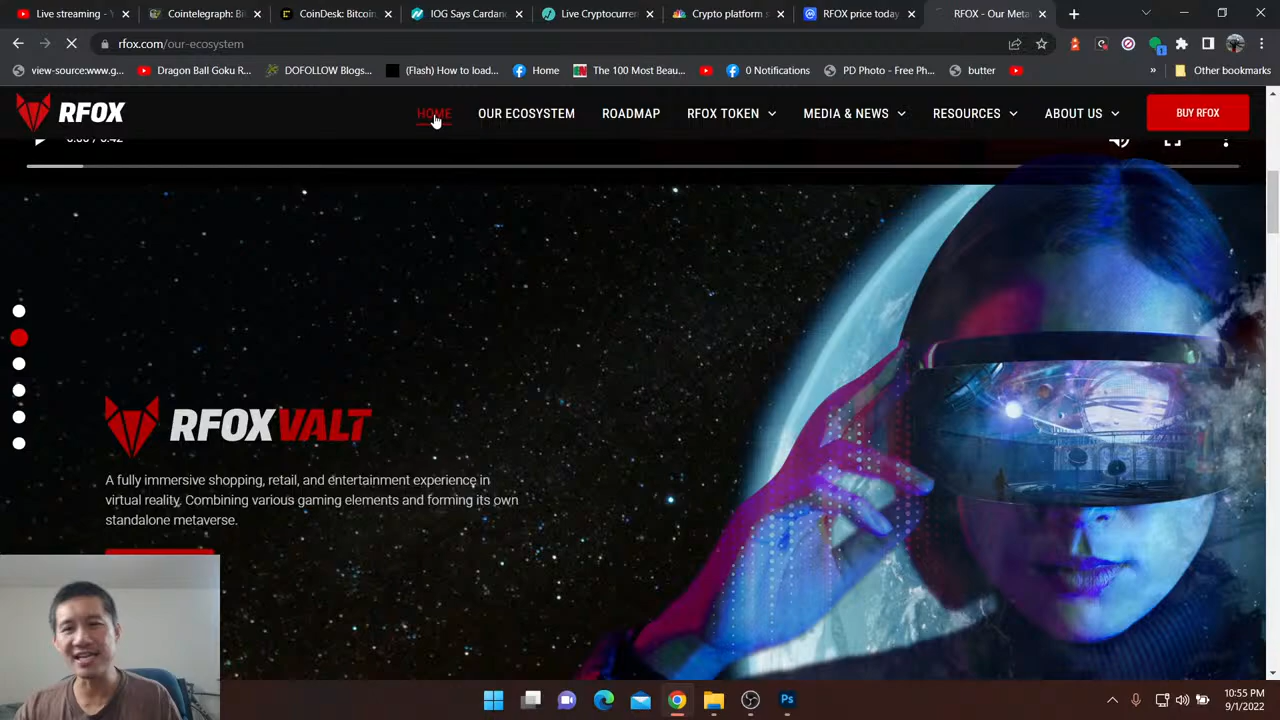 Live streaming - Y
Cointelegraph: Bi
CoinDesk: Bitcoin,
IOG Says Cardan
Live Cryptocurren
Crypto platform s
RFOX price today
RFOX - Our Meta
rfox.com/our-ecosystem
view-source:www.g...
Dragon Ball Goku R...
DOFOLLOW Blogs...
(Flash) How to load...
Home
The 100 Most Beau...
0 Notifications
PD Photo - Free Ph...
butter
»
Other bookmarks
RFOX
HOME
OUR ECOSYSTEM
ROADMAP
RFOX TOKEN
MEDIA & NEWS
RESOURCES
ABOUT US
BUY RFOX
RFOXVALT
A fully immersive shopping, retail, and entertainment experience in
virtual reality. Combining various gaming elements and forming its own
standalone metaverse.
Ps
10:55 PM
9/1/2022